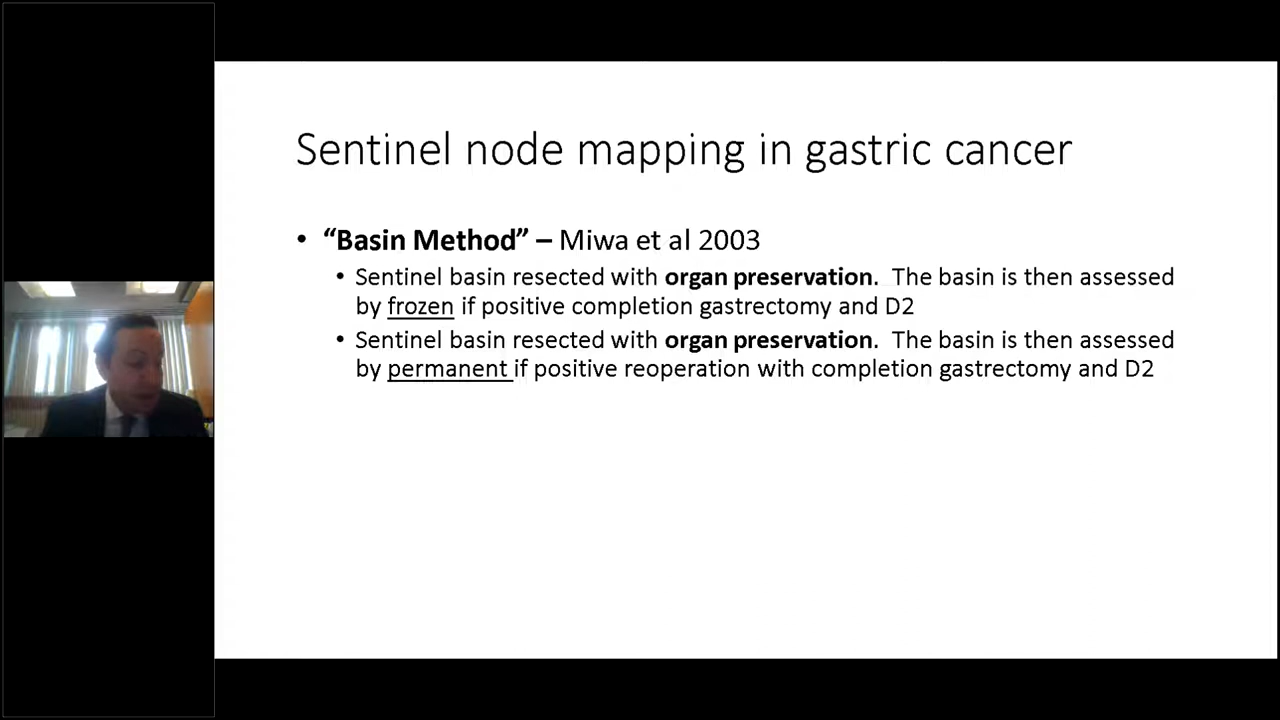 Sentinel node mapping in gastric cancer
• “Basin Method” – Miwa et al 2003
• Sentinel basin resected with organ preservation. The basin is then assessed
by frozen if positive completion gastrectomy and D2
• Sentinel basin resected with organ preservation. The basin is then assessed
by permanent if positive reoperation with completion gastrectomy and D2